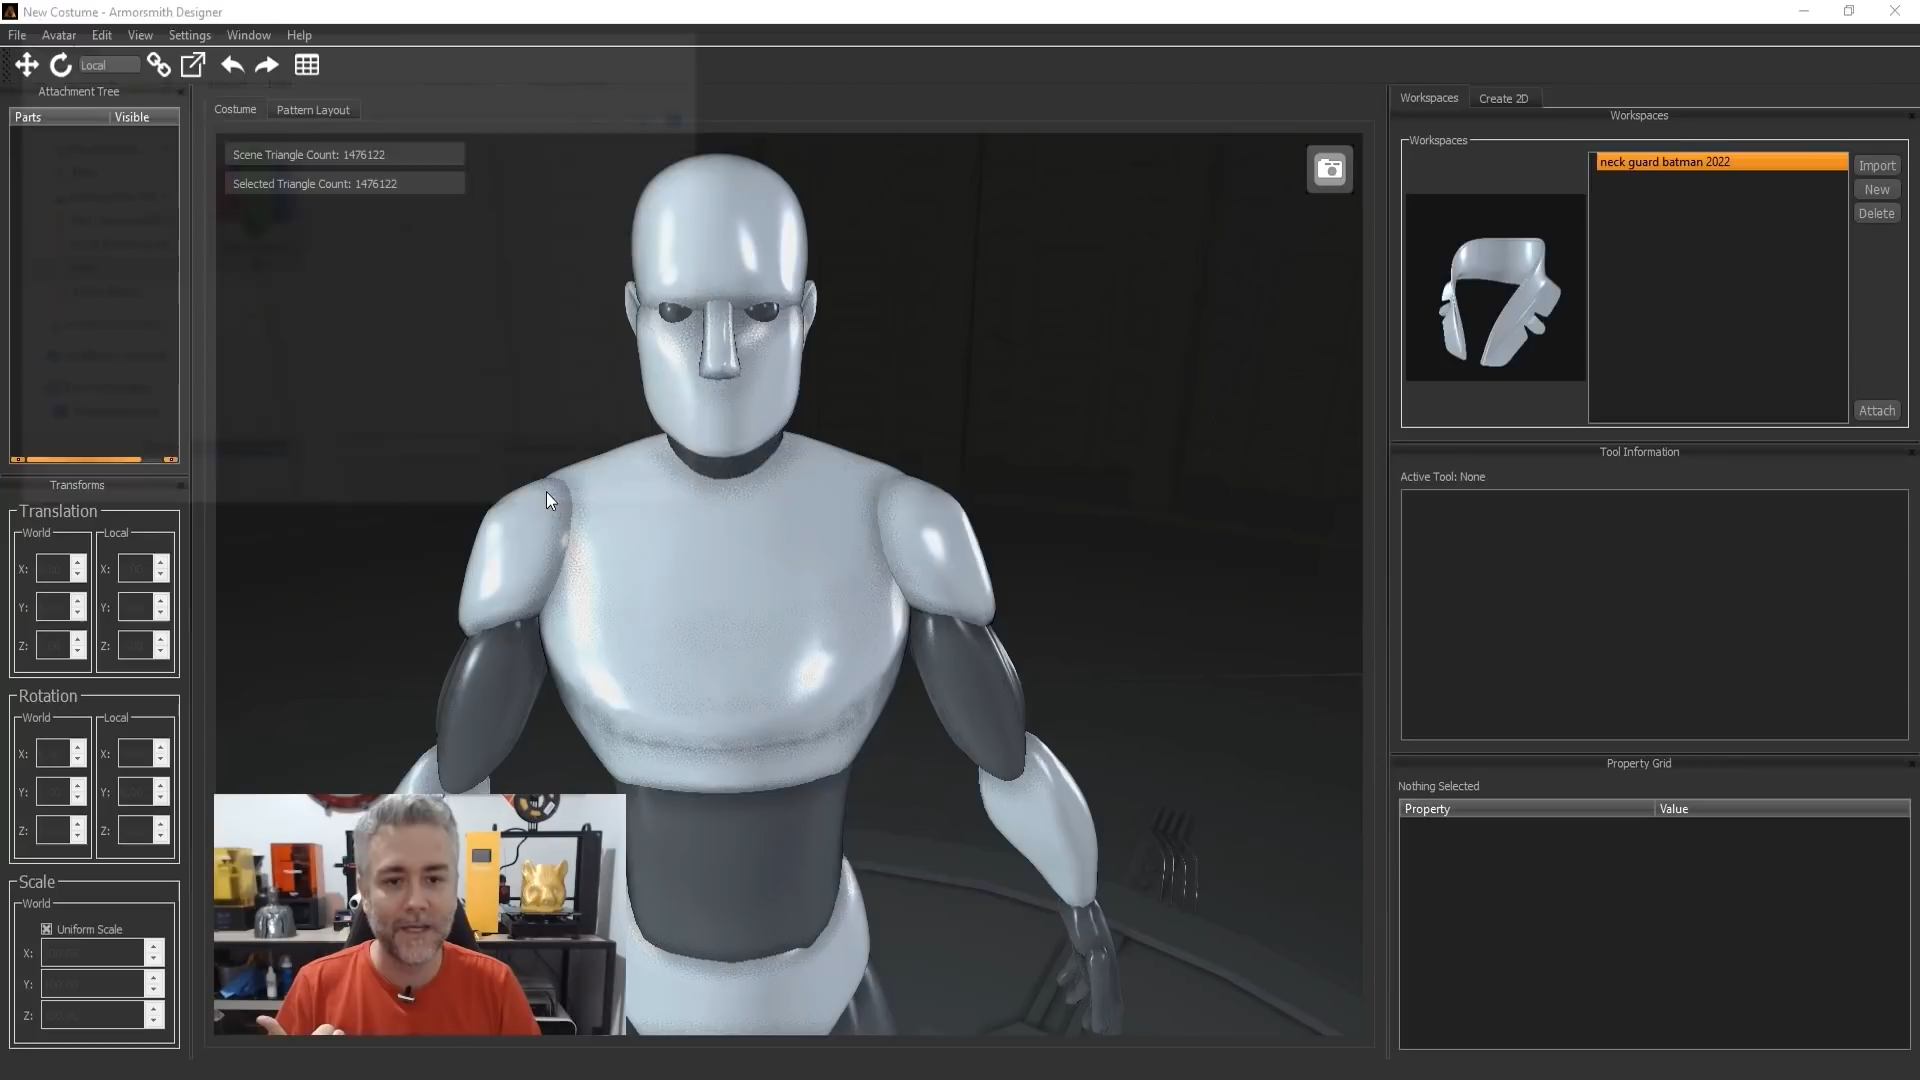 New Costume - Armorsmith Designer
File Avatar Edit View Settings Window Help
Local
Attachment Tree
Parts Visible
Transforms
Translation
World Local
X: X:
Y: Y:
Z: Z:
Rotation
World Local
X: X:
Y: Y:
Z: Z:
Scale
World
Uniform Scale
X:
Y:
Z:
Costume Pattern Layout
Scene Triangle Count: 1476122
Selected Triangle Count: 1476122
Workspaces Create 2D
Workspaces
Workspaces
neck guard batman 2022
Import
New
Delete
Attach
Tool Information
Active Tool: None
Property Grid
Nothing Selected
Property Value